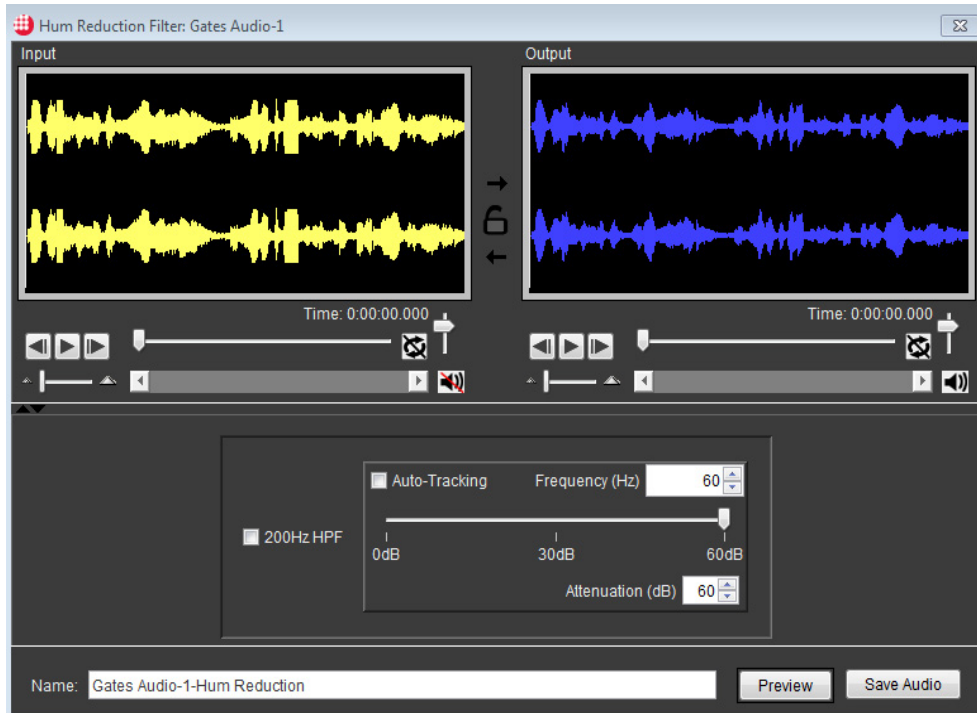 Hum Reduction Filter: Gates Audio-1
Input
Output
Time: 0:00:00.000
Time: 0:00:00.000
Auto-Tracking
Frequency (Hz)
60
200Hz HPF
0dB
30dB
60dB
Attenuation (dB)
60
Name:
Gates Audio-1-Hum Reduction
Preview
Save Audio